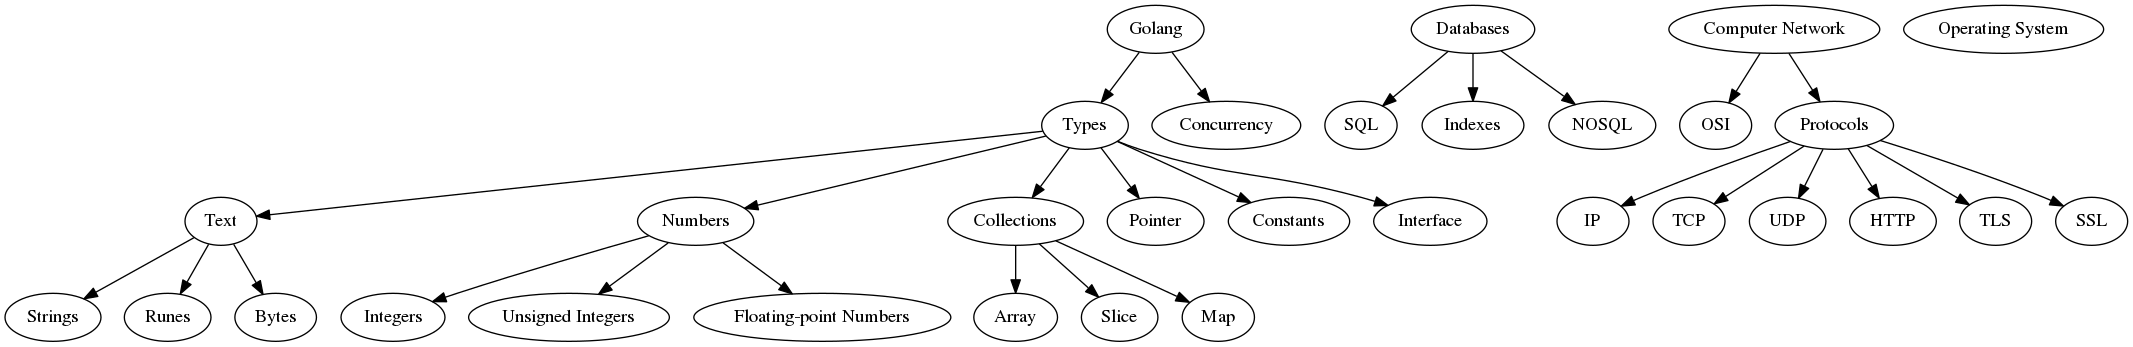 Golang
Databases
Computer Network
Operating System
Types
Concurrency
SQL
Indexes
NOSQL
OSI
Protocols
Text
Numbers
Collections
Pointer
Constants
Interface
IP
TCP
UDP
HTTP
TLS
SSL
Strings
Runes
Bytes
Integers
Unsigned Integers
Floating-point Numbers
Array
Slice
Map